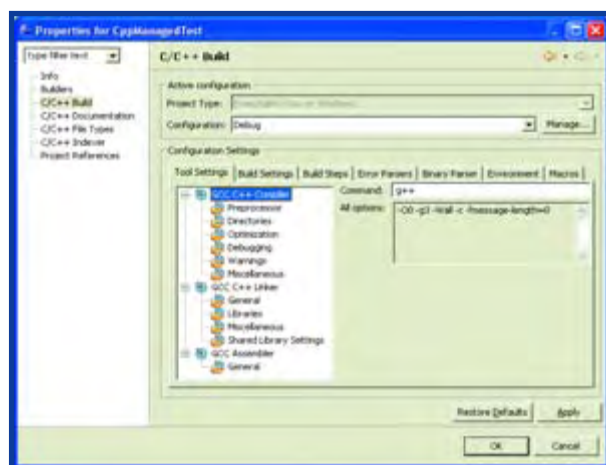 Properties for CppManagedTest
type filter text
Info
Builders
C/C++ Build
C/C++ Documentation
C/C++ File Types
C/C++ Indexer
Project References
C/C++ Build
Active configuration
Project Type:
Configuration: Debug
Manage...
Configuration Settings
Tool Settings Build Settings Build Steps Error Parsers Binary Parser Environment Macros
GCC C++ Compiler
Preprocessor
Directories
Optimization
Debugging
Warnings
Miscellaneous
GCC C++ Linker
General
Libraries
Miscellaneous
Shared Library Settings
GCC Assembler
General
Command: g++
All options: -O0 -g3 -Wall -c -fmessage-length=0
Restore Defaults Apply
OK Cancel